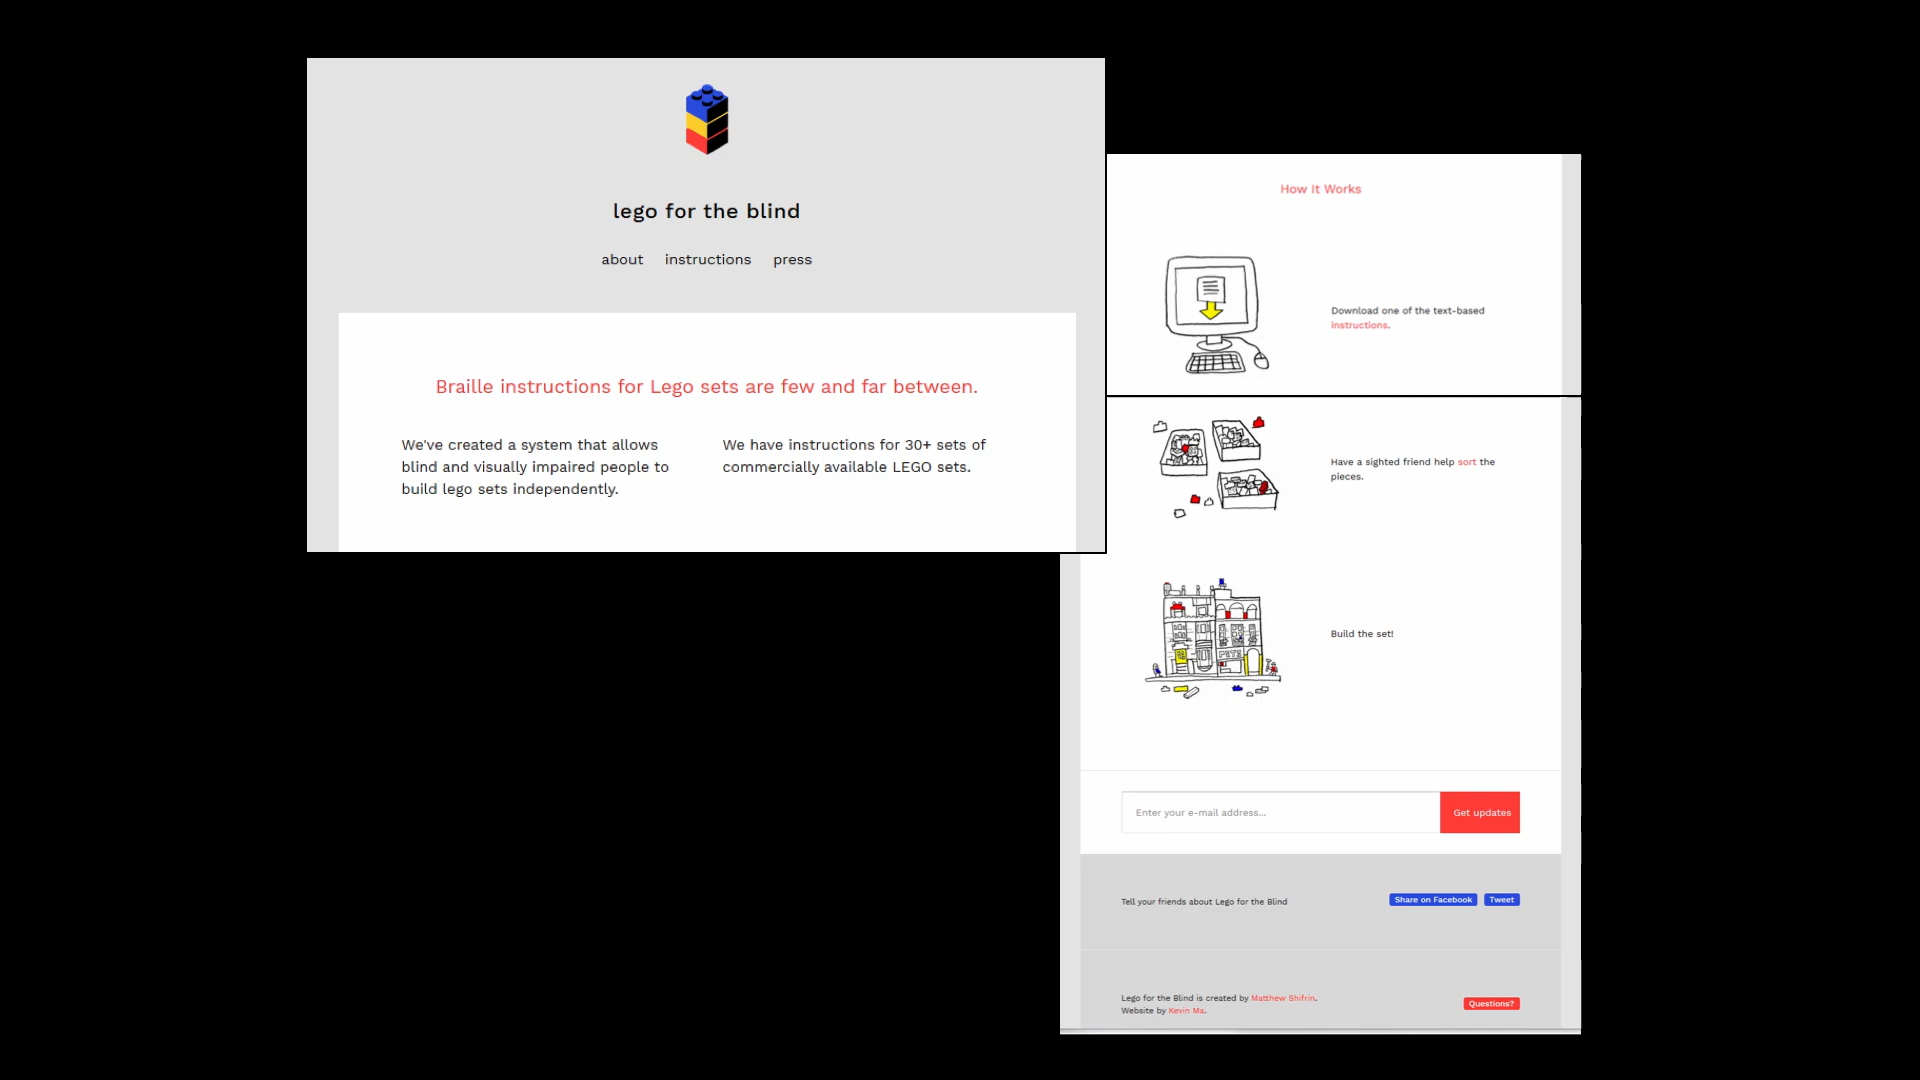 lego for the blind
about instructions press
Braille instructions for Lego sets are few and far between.
We've created a system that allows
blind and visually impaired people to
build lego sets independently.
We have instructions for 30+ sets of
commercially available LEGO sets.
How It Works
Download one of the text-based
instructions.
Have a sighted friend help sort the
pieces.
PETS
Build the set!
Enter your e-mail address...
Get updates
Tell your friends about Lego for the Blind
Share on Facebook
Tweet
Lego for the Blind is created by Matthew Shifrin.
Website by Kevin Ma.
Questions?